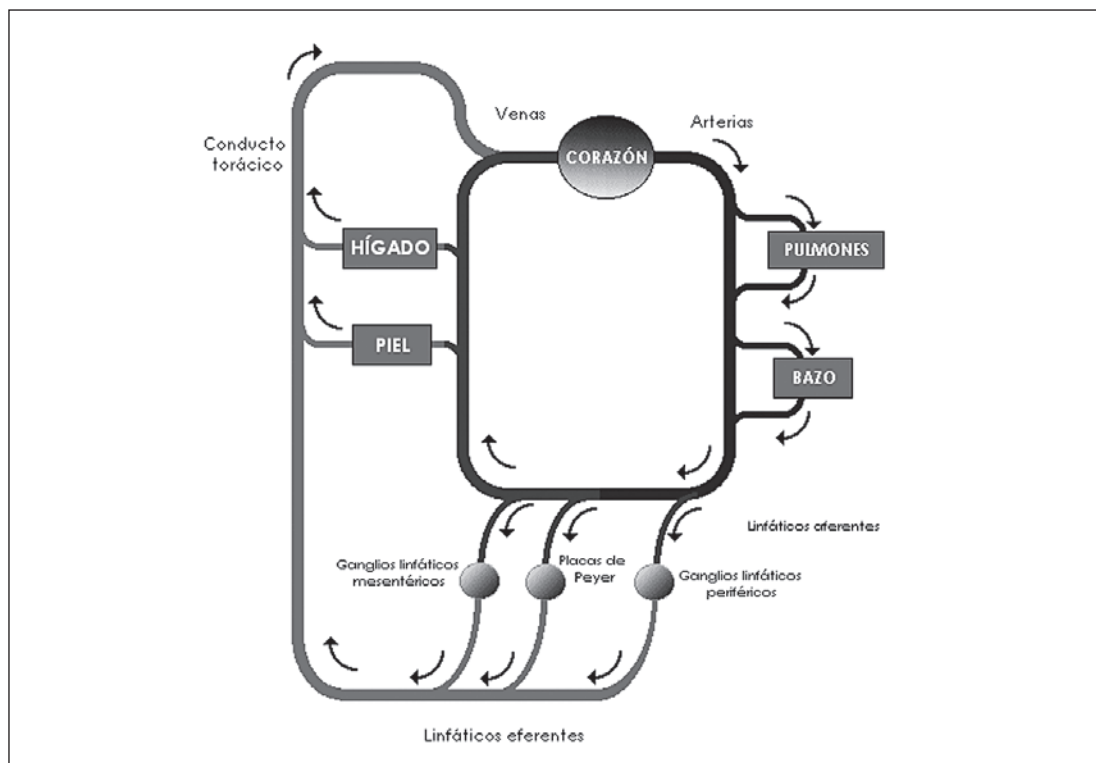 Venas
CORAZÓN
Arterias
Conducto
torácico
HÍGADO
PULMONES
PIEL
BAZO
Linfáticos aferentes
Ganglios linfáticos
mesentéricos
Placas de
Peyer
Ganglios linfáticos
periféricos
Linfáticos eferentes